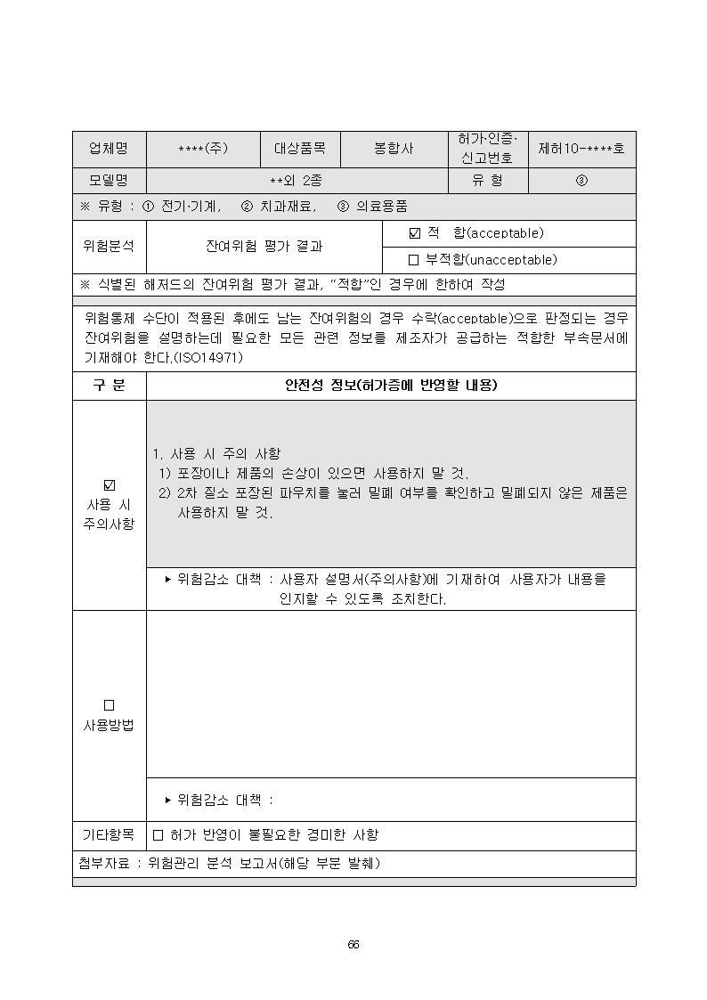 업체명 ****(주) 대상품목 봉합사 허가·인증· 신고번호 제허10-****호
모델명 **외 2종 유 형 ③
※ 유형 : ① 전기·기계, ② 치과재료, ③ 의료용품
위험분석 잔여위험 평가 결과 ☑ 적 합(acceptable)
□ 부적합(unacceptable)
※ 식별된 해저드의 잔여위험 평가 결과, “적합”인 경우에 한하여 작성
위험통제 수단이 적용된 후에도 남는 잔여위험의 경우 수락(acceptable)으로 판정되는 경우
잔여위험을 설명하는데 필요한 모든 관련 정보를 제조자가 공급하는 적합한 부속문서에
기재해야 한다.(ISO14971)
구 분 안전성 정보(허가증에 반영할 내용)
☑
사용 시
주의사항
1. 사용 시 주의 사항
1) 포장이나 제품의 손상이 있으면 사용하지 말 것.
2) 2차 질소 포장된 파우치를 눌러 밀폐 여부를 확인하고 밀폐되지 않은 제품은
사용하지 말 것.
▶ 위험감소 대책 : 사용자 설명서(주의사항)에 기재하여 사용자가 내용을
인지할 수 있도록 조치한다.
□
사용방법
▶ 위험감소 대책 :
기타항목 □ 허가 반영이 불필요한 경미한 사항
첨부자료 : 위험관리 분석 보고서(해당 부분 발췌)
66